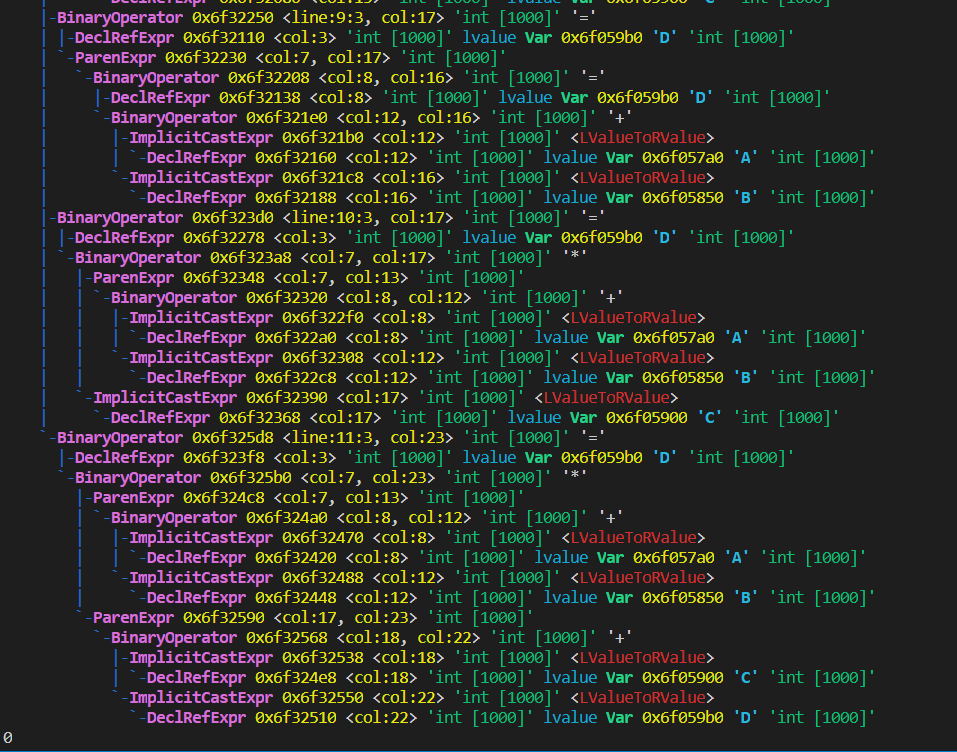 |-BinaryOperator 0x6f32250 <line:9:3, col:17> 'int [1000]' '='
| |-DeclRefExpr 0x6f32110 <col:3> 'int [1000]' lvalue Var 0x6f059b0 'D' 'int [1000]'
| `-ParenExpr 0x6f32230 <col:7, col:17> 'int [1000]'
|   `-BinaryOperator 0x6f32208 <col:8, col:16> 'int [1000]' '='
|     |-DeclRefExpr 0x6f32138 <col:8> 'int [1000]' lvalue Var 0x6f059b0 'D' 'int [1000]'
|     `-BinaryOperator 0x6f321e0 <col:12, col:16> 'int [1000]' '+'
|       |-ImplicitCastExpr 0x6f321b0 <col:12> 'int [1000]' <LValueToRValue>
|       | `-DeclRefExpr 0x6f32160 <col:12> 'int [1000]' lvalue Var 0x6f057a0 'A' 'int [1000]'
|       `-ImplicitCastExpr 0x6f321c8 <col:16> 'int [1000]' <LValueToRValue>
|         `-DeclRefExpr 0x6f32188 <col:16> 'int [1000]' lvalue Var 0x6f05850 'B' 'int [1000]'
|-BinaryOperator 0x6f323d0 <line:10:3, col:17> 'int [1000]' '='
| |-DeclRefExpr 0x6f32278 <col:3> 'int [1000]' lvalue Var 0x6f059b0 'D' 'int [1000]'
| `-BinaryOperator 0x6f323a8 <col:7, col:17> 'int [1000]' '*'
|   |-ParenExpr 0x6f32348 <col:7, col:13> 'int [1000]'
|   | `-BinaryOperator 0x6f32320 <col:8, col:12> 'int [1000]' '+'
|   |   |-ImplicitCastExpr 0x6f322f0 <col:8> 'int [1000]' <LValueToRValue>
|   |   | `-DeclRefExpr 0x6f322a0 <col:8> 'int [1000]' lvalue Var 0x6f057a0 'A' 'int [1000]'
|   |   `-ImplicitCastExpr 0x6f32308 <col:12> 'int [1000]' <LValueToRValue>
|   |     `-DeclRefExpr 0x6f322c8 <col:12> 'int [1000]' lvalue Var 0x6f05850 'B' 'int [1000]'
|   `-ImplicitCastExpr 0x6f32390 <col:17> 'int [1000]' <LValueToRValue>
|     `-DeclRefExpr 0x6f32368 <col:17> 'int [1000]' lvalue Var 0x6f05900 'C' 'int [1000]'
`-BinaryOperator 0x6f325d8 <line:11:3, col:23> 'int [1000]' '='
  |-DeclRefExpr 0x6f323f8 <col:3> 'int [1000]' lvalue Var 0x6f059b0 'D' 'int [1000]'
  `-BinaryOperator 0x6f325b0 <col:7, col:23> 'int [1000]' '*'
    |-ParenExpr 0x6f324c8 <col:7, col:13> 'int [1000]'
    | `-BinaryOperator 0x6f324a0 <col:8, col:12> 'int [1000]' '+'
    |   |-ImplicitCastExpr 0x6f32470 <col:8> 'int [1000]' <LValueToRValue>
    |   | `-DeclRefExpr 0x6f32420 <col:8> 'int [1000]' lvalue Var 0x6f057a0 'A' 'int [1000]'
    |   `-ImplicitCastExpr 0x6f32488 <col:12> 'int [1000]' <LValueToRValue>
    |     `-DeclRefExpr 0x6f32448 <col:12> 'int [1000]' lvalue Var 0x6f05850 'B' 'int [1000]'
    `-ParenExpr 0x6f32590 <col:17, col:23> 'int [1000]'
      `-BinaryOperator 0x6f32568 <col:18, col:22> 'int [1000]' '+'
        |-ImplicitCastExpr 0x6f32538 <col:18> 'int [1000]' <LValueToRValue>
        | `-DeclRefExpr 0x6f324e8 <col:18> 'int [1000]' lvalue Var 0x6f05900 'C' 'int [1000]'
        `-ImplicitCastExpr 0x6f32550 <col:22> 'int [1000]' <LValueToRValue>
          `-DeclRefExpr 0x6f32510 <col:22> 'int [1000]' lvalue Var 0x6f059b0 'D' 'int [1000]'
0